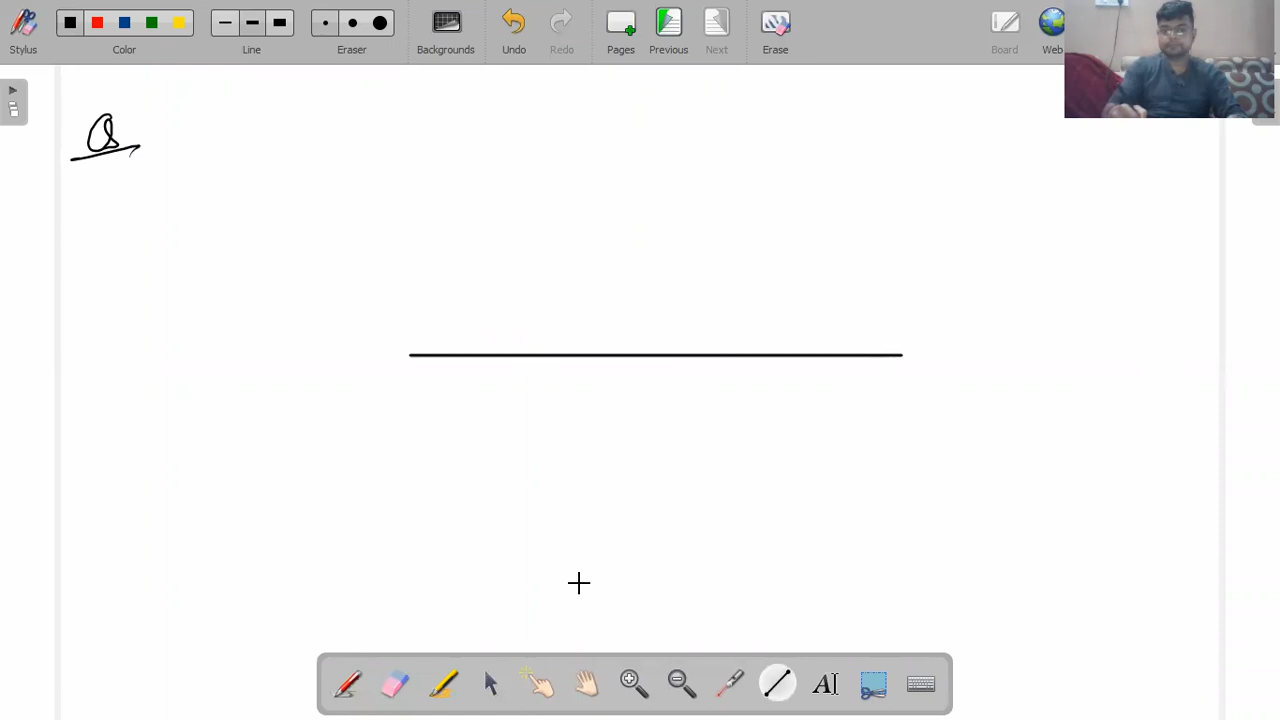 Stylus
Color
Line
Eraser
Backgrounds
Undo
Redo
Pages
Previous
Next
Erase
Board
Web
Q
A